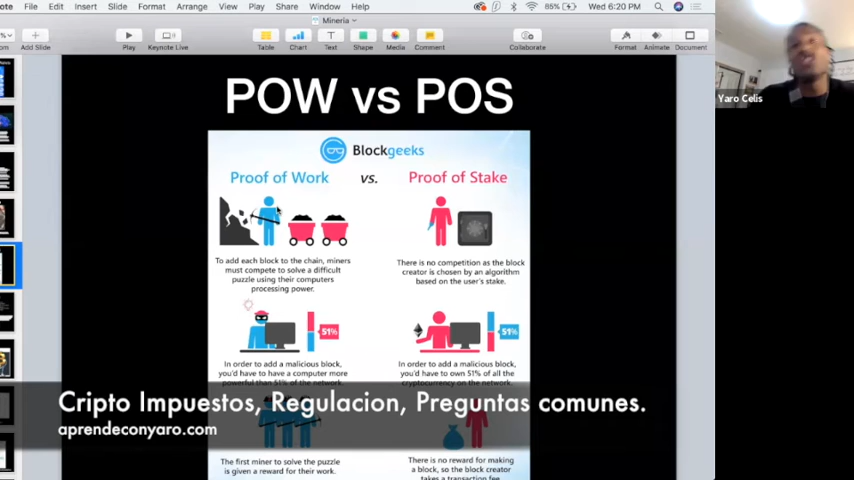 ote File Edit Insert Slide Format Arrange View Play Share Window Help 85% Wed 6:20 PM
Mineria
Add Slide Play Keynote Live Table Chart Text Shape Media Comment Collaborate Format Animate Document
Yaro Celis
POW vs POS
Blockgeeks
Proof of Work vs. Proof of Stake
To add each block to the chain, miners
must compete to solve a difficult
puzzle using their computers
processing power.
There is no competition as the block
creator is chosen by an algorithm
based on the user's stake.
51%
51%
In order to add a malicious block,
you'd have to have a computer more
powerful than 51% of the network.
In order to add a malicious block,
you'd have to own 51% of all the
cryptocurrency on the network.
Cripto Impuestos, Regulacion, Preguntas comunes.
aprendeconyaro.com
The first miner to solve the puzzle
is given a reward for their work.
There is no reward for making
a block, so the block creator
takes a transaction fee.